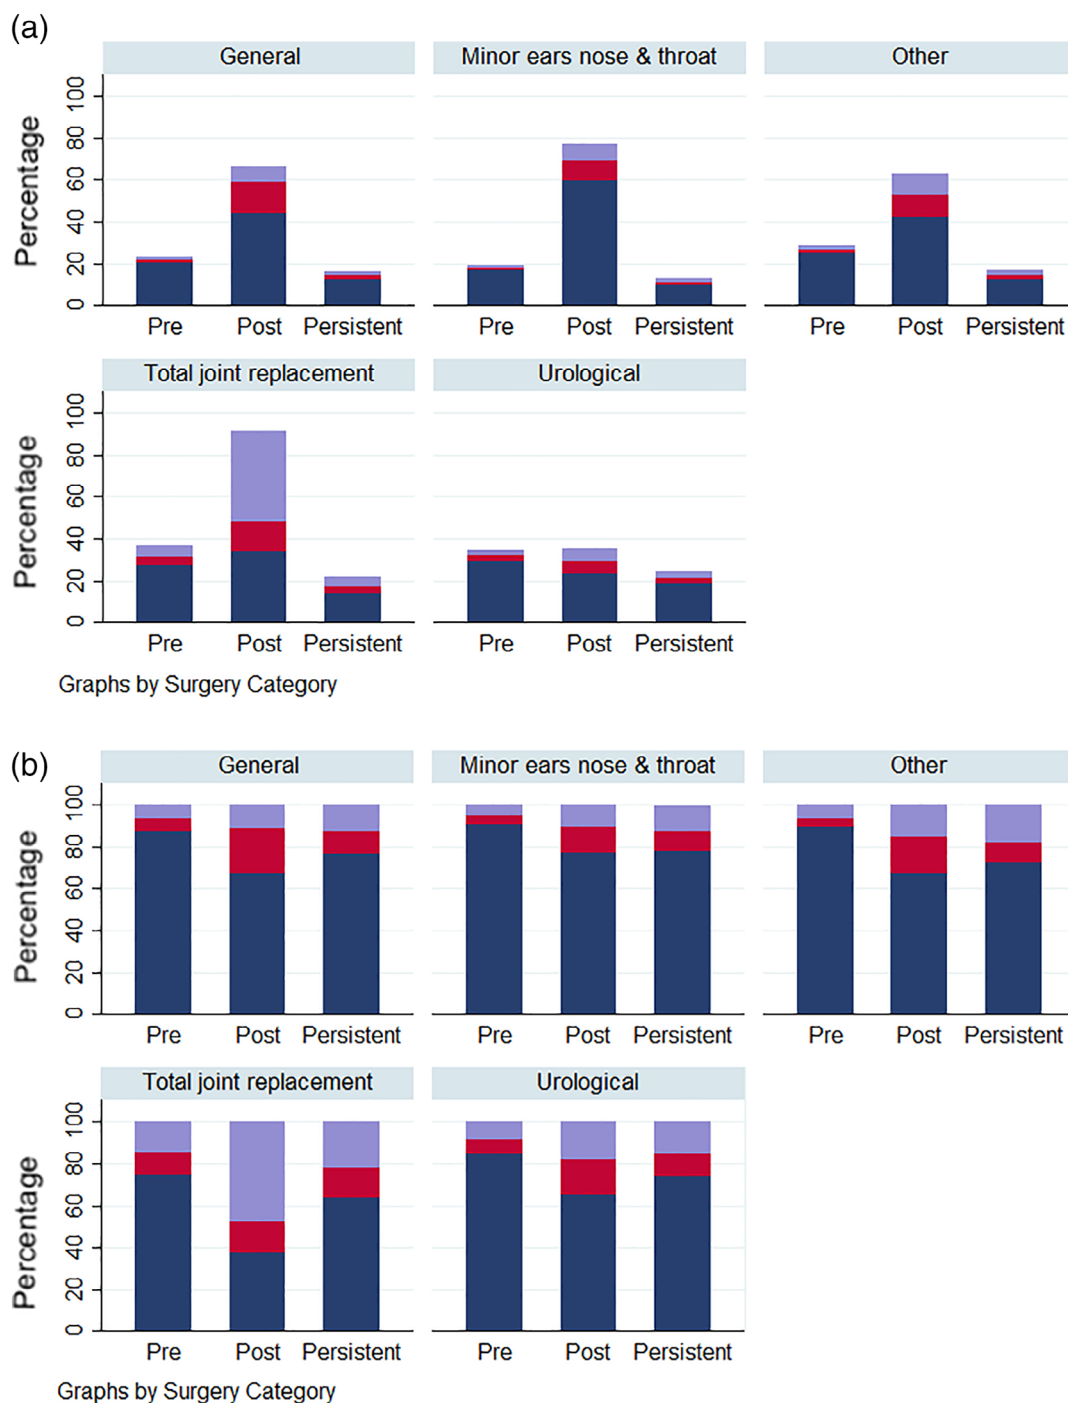 (a)
General Minor ears nose & throat Other
Percentage
100
80
60
40
20
0
Pre Post Persistent Pre Post Persistent Pre Post Persistent
Total joint replacement Urological
Percentage
100
80
60
40
20
0
Pre Post Persistent Pre Post Persistent
Graphs by Surgery Category
(b)
General Minor ears nose & throat Other
Percentage
100
80
60
40
20
0
Pre Post Persistent Pre Post Persistent Pre Post Persistent
Total joint replacement Urological
Percentage
100
80
60
40
20
0
Pre Post Persistent Pre Post Persistent
Graphs by Surgery Category